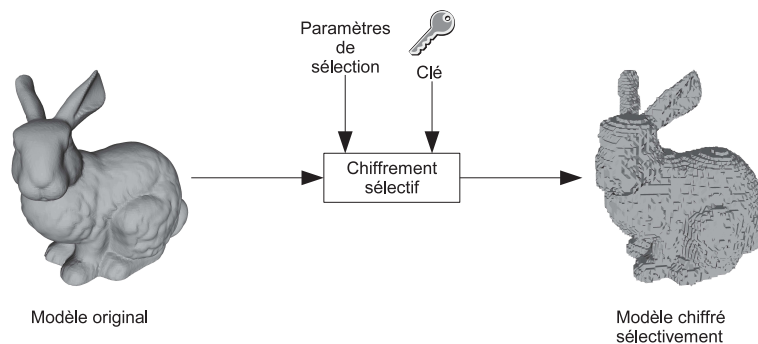 Paramètres
de
sélection
Clé
Chiffrement
sélectif
Modèle original
Modèle chiffré
sélectivement